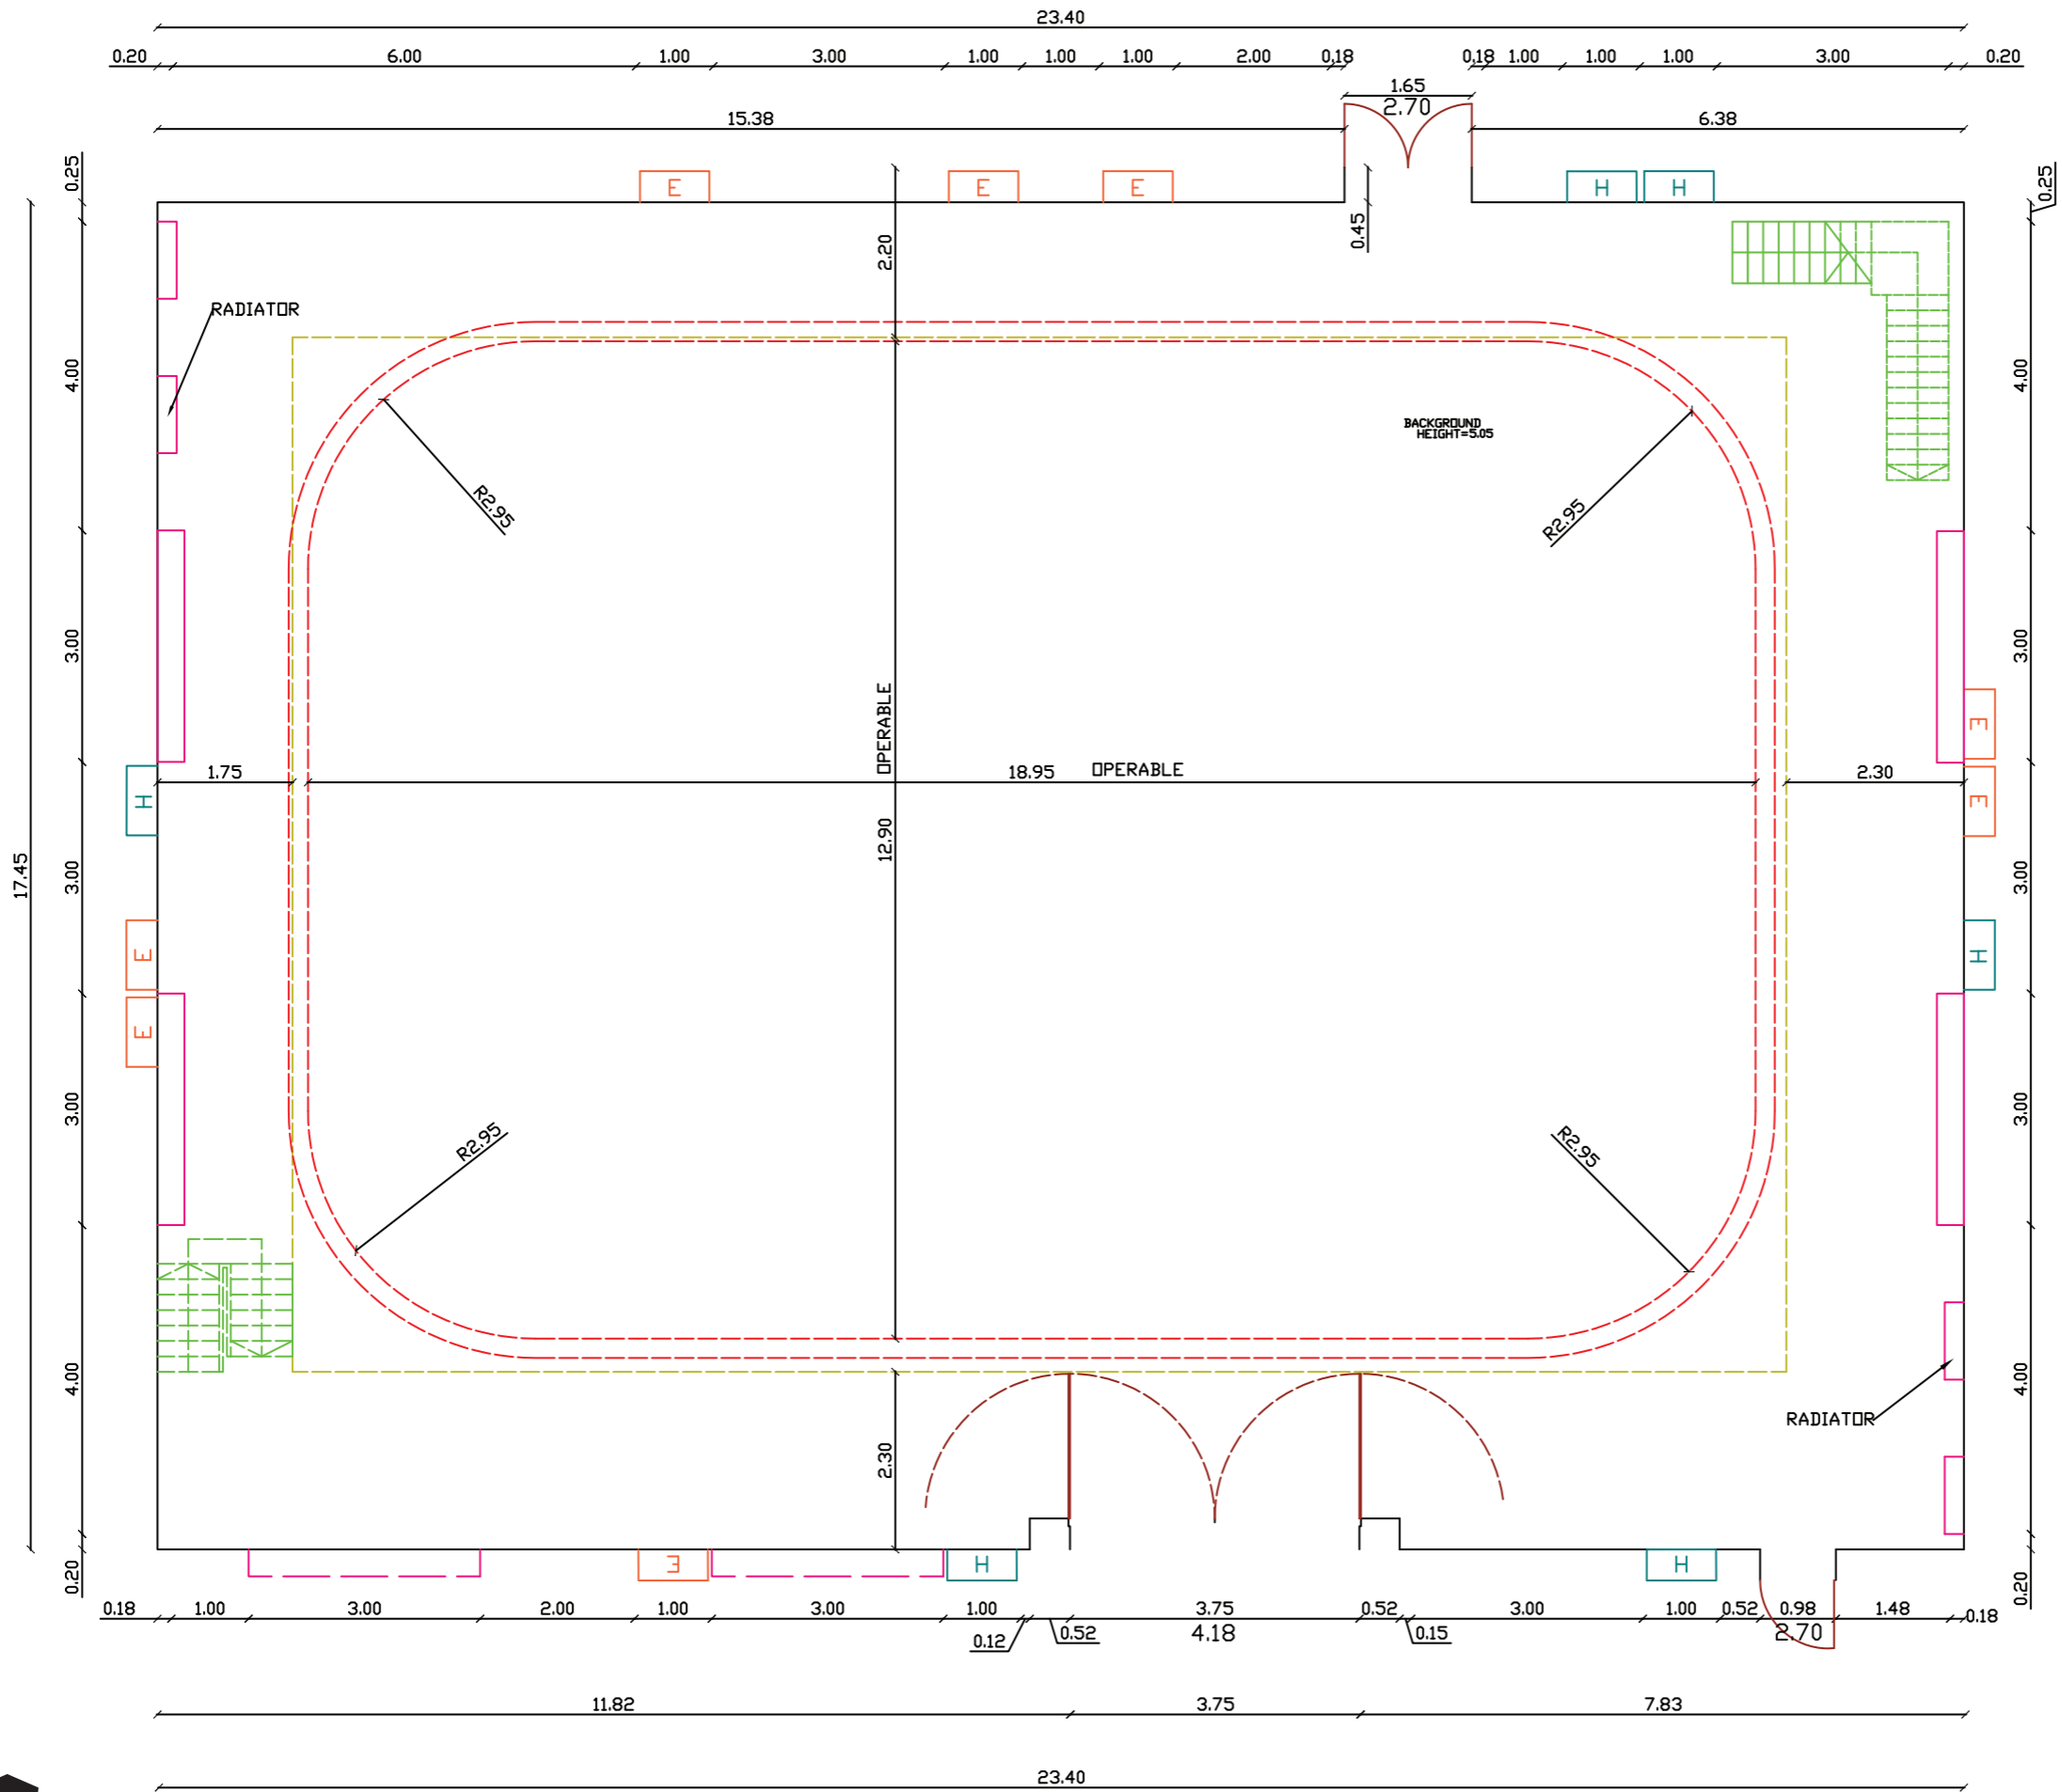 23.40
0.20 6.00 1.00 3.00 1.00 1.00 1.00 2.00 0.18 0.18 1.00 1.00 1.00 3.00 0.20
1.65
2.70
15.38 6.38
0.25 0.25
E E E H H
0.45
2.20
RADIATOR
4.00 4.00
BACKGROUND
HEIGHT=5.05
R2.95 R2.95
3.00 3.00
OPERABLE
E
1.75 18.95 OPERABLE 2.30
H E
17.45 3.00 12.90 3.00
E H
E
3.00 3.00
R2.95 R2.95
4.00 4.00
RADIATOR
2.30
0.20 E H H 0.20
0.18 1.00 3.00 2.00 1.00 3.00 1.00 3.75 0.52 3.00 1.00 0.52 0.98 1.48 0.18
0.12 0.52 4.18 0.15 2.70
11.82 3.75 7.83
23.40